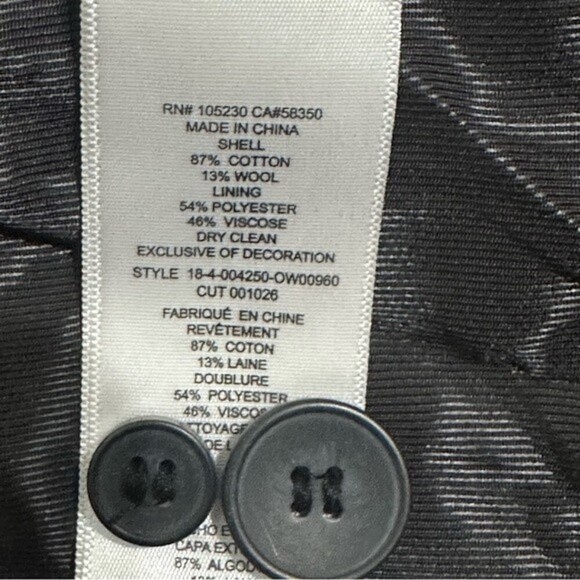 RN# 105230 CA#58350
MADE IN CHINA
SHELL
87% COTTON
13% WOOL
LINING
54% POLYESTER
46% VISCOSE
DRY CLEAN
EXCLUSIVE OF DECORATION
STYLE 18-4-004250-OW00960
CUT 001026
FABRIQUÉ EN CHINE
REVÊTEMENT
87% COTON
13% LAINE
DOUBLURE
54% POLYESTER
46%
CAPA
87%